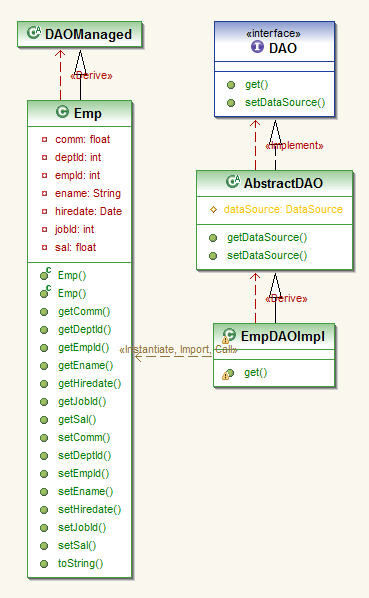 DAOManaged
«Derive»
Emp
comm: float
deptId: int
empId: int
ename: String
hiredate: Date
jobId: int
sal: float
Emp()
Emp()
getComm()
getDeptId()
getEmpId()
getEname()
getHiredate()
getJobId()
getSal()
setComm()
setDeptId()
setEmpId()
setEname()
setHiredate()
setJobId()
setSal()
toString()
«interface»
DAO
get()
setDataSource()
«Implement»
AbstractDAO
dataSource: DataSource
getDataSource()
setDataSource()
«Derive»
EmpDAOImpl
get()
«Instantiate, Import, Call»